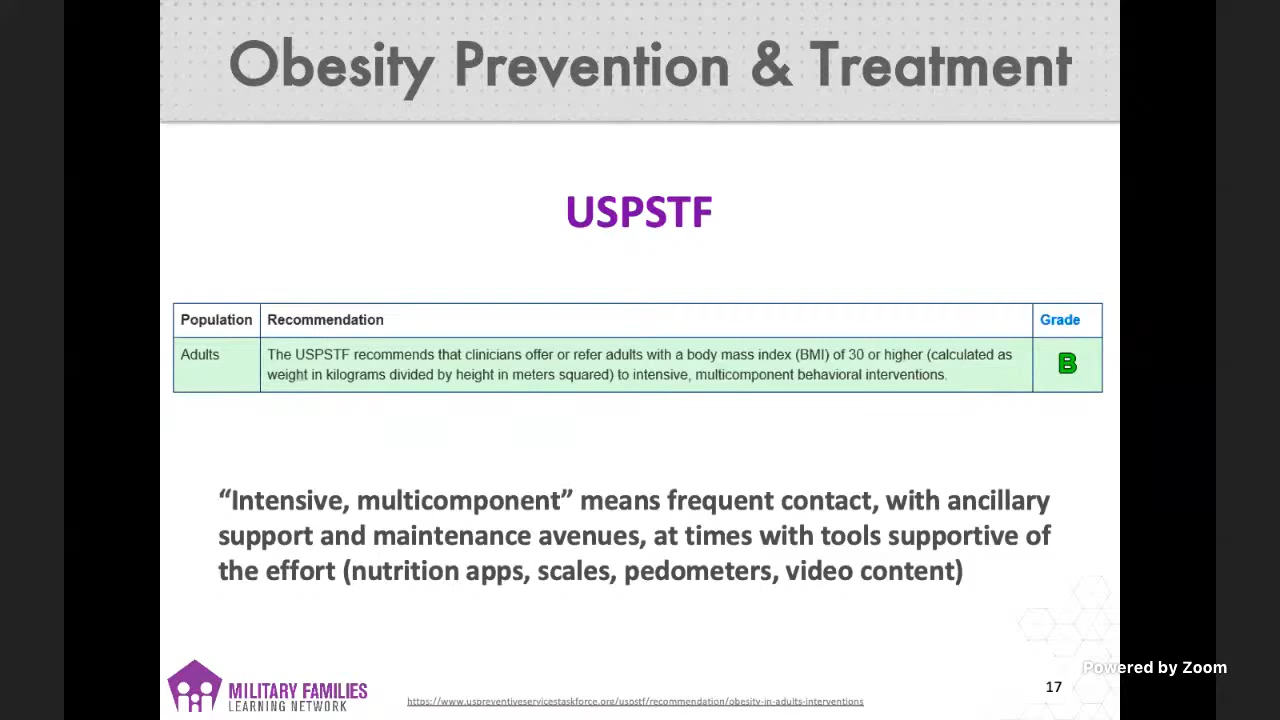 Obesity Prevention & Treatment
USPSTF
Population Recommendation Grade
Adults The USPSTF recommends that clinicians offer or refer adults with a body mass index (BMI) of 30 or higher (calculated as
weight in kilograms divided by height in meters squared) to intensive, multicomponent behavioral interventions. B
“Intensive, multicomponent” means frequent contact, with ancillary
support and maintenance avenues, at times with tools supportive of
the effort (nutrition apps, scales, pedometers, video content)
MILITARY FAMILIES
LEARNING NETWORK
https://www.uspreventiveservicestaskforce.org/uspstf/recommendation/obesity-in-adults-interventions
17
Powered by Zoom